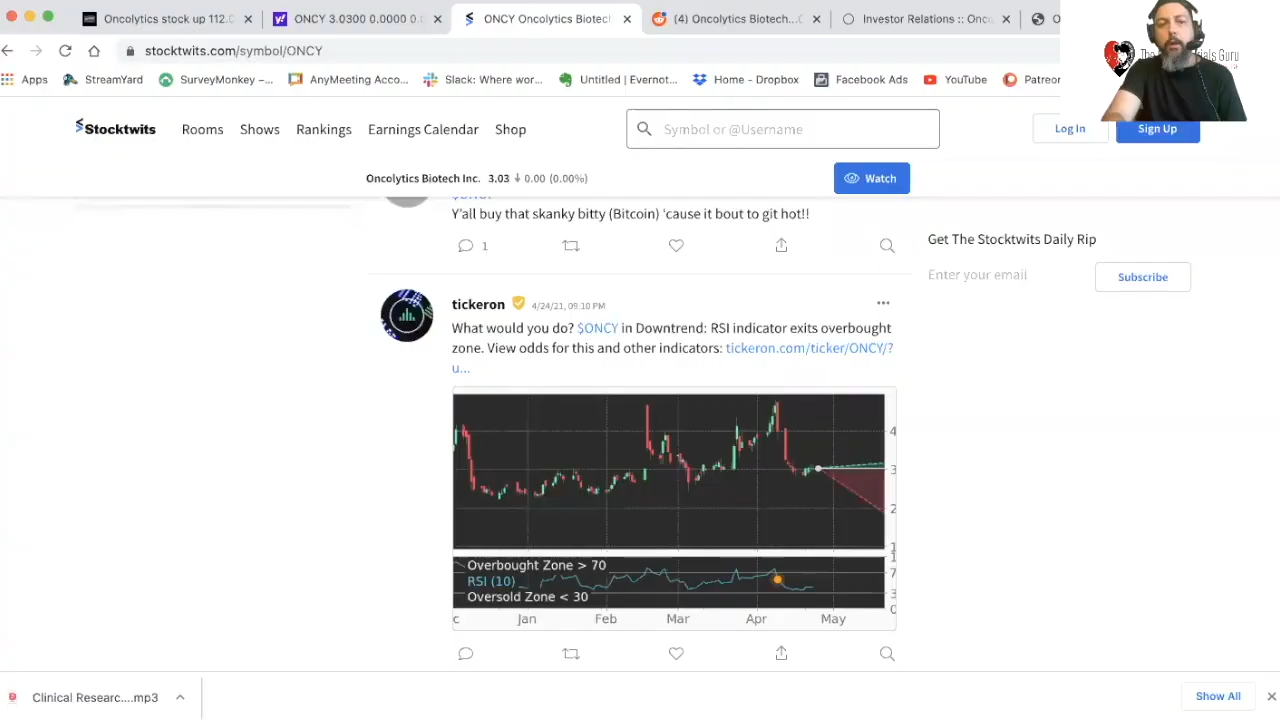 Oncolytics stock up 112.
ONCY 3.0300 0.0000 0.
ONCY Oncolytics Biotech
(4) Oncolytics Biotech...
Investor Relations :: Onc
stocktwits.com/symbol/ONCY
Apps
StreamYard
SurveyMonkey –...
AnyMeeting Acco...
Slack: Where wor...
Untitled | Evernot...
Home - Dropbox
Facebook Ads
YouTube
Patreon
Stocktwits
Rooms
Shows
Rankings
Earnings Calendar
Shop
Symbol or @Username
Log In
Sign Up
Oncolytics Biotech Inc. 3.03 0.00 (0.00%)
Watch
Y'all buy that skanky bitty (Bitcoin) ‘cause it bout to git hot!!
1
Get The Stocktwits Daily Rip
Enter your email
Subscribe
tickeron 4/24/21, 09:10 PM
What would you do? $ONCY in Downtrend: RSI indicator exits overbought
zone. View odds for this and other indicators: tickeron.com/ticker/ONCY/?
u...
4
3
2
1
Overbought Zone > 70
RSI (10)
Oversold Zone < 30
c Jan Feb Mar Apr May
Clinical Researc....mp3
Show All